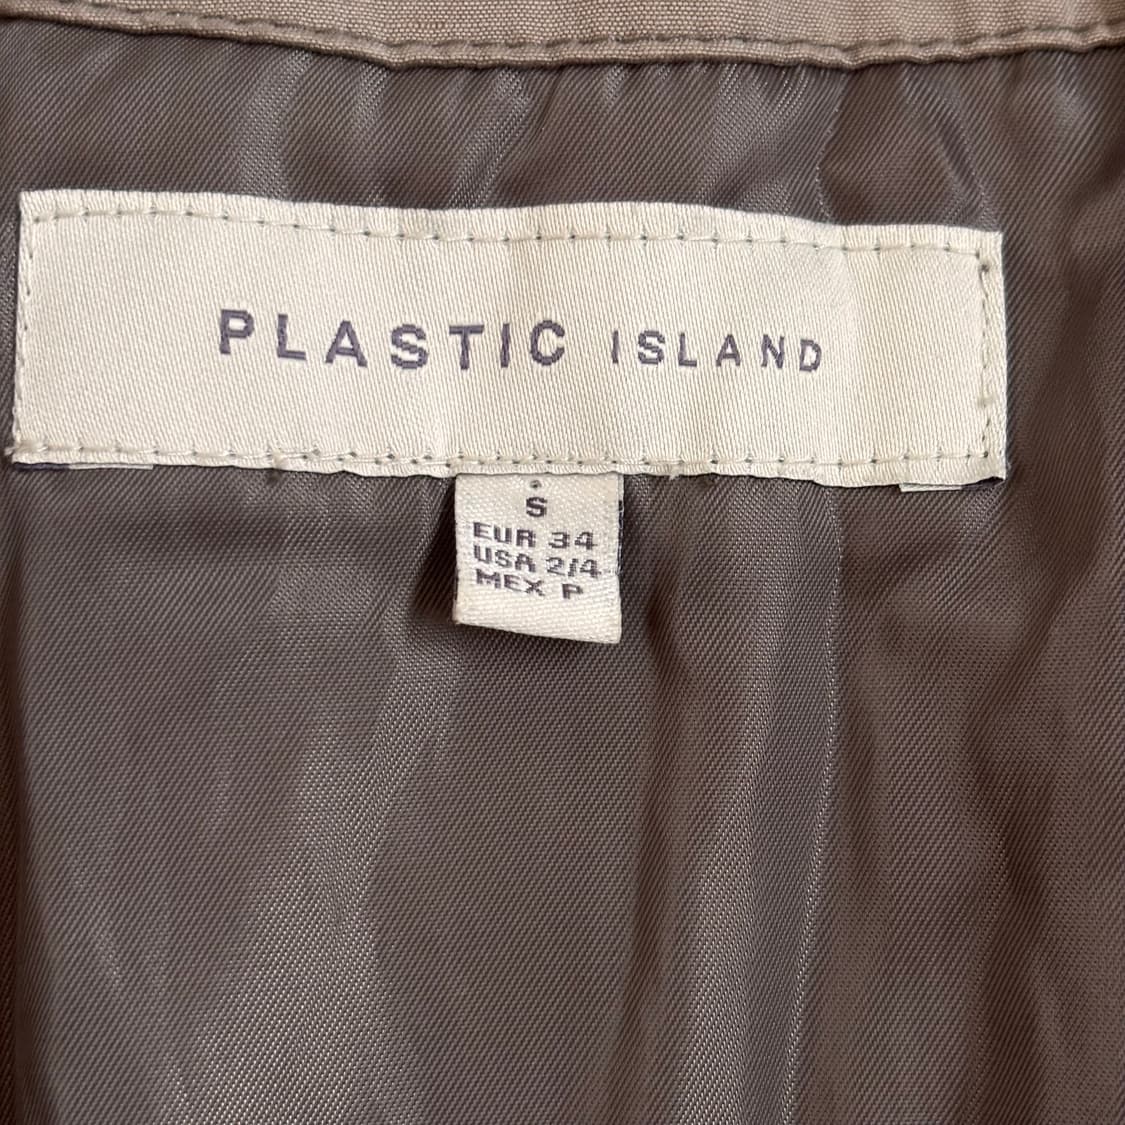 PLASTIC ISLAND
S
EUR 34
USA 2/4
MEX P